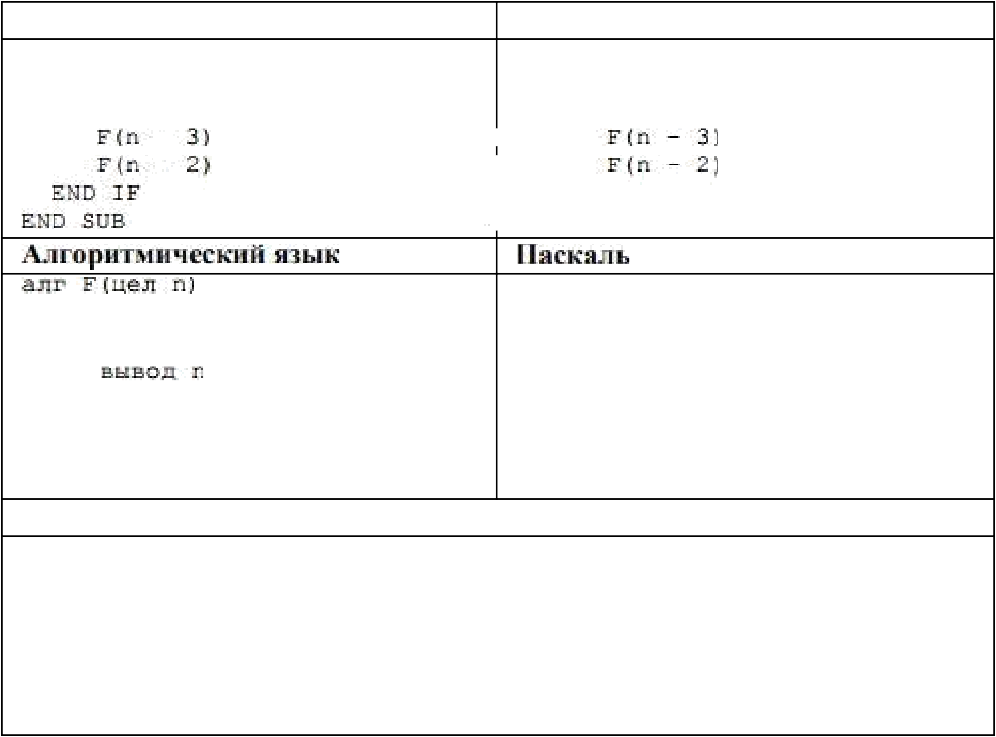 F(n 3)
F(n - 3)
F(n 2)
F(n - 2)
END IF
END SUB
Алгоритмический язык
Паскаль
алг F(цел n)
вывод n